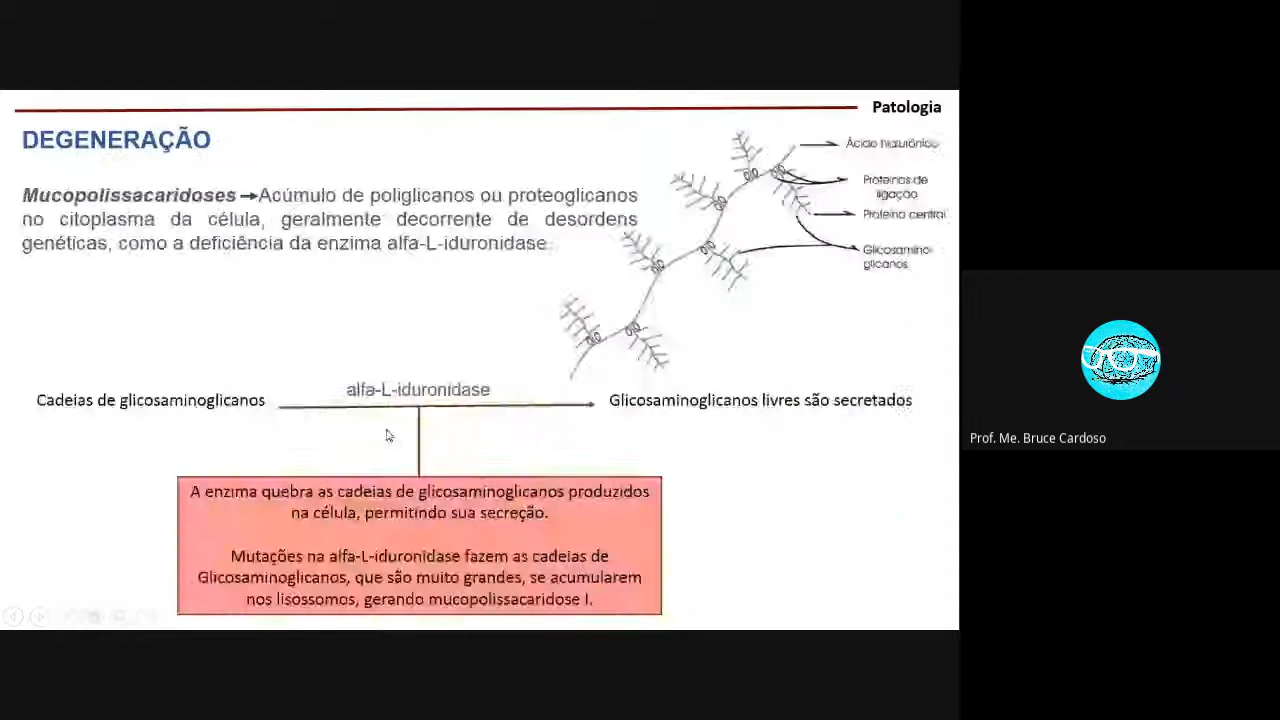 Patologia
DEGENERAÇÃO
Mucopolissacaridoses →Acúmulo de poliglicanos ou proteoglicanos
no citoplasma da célula, geralmente decorrente de desordens
genéticas, como a deficiência da enzima alfa-L-iduronidase.
Ácido hialurônico
Proteínas de
ligação
Proteína central
Glicosamino-
glicanos
alfa-L-iduronidase
Cadeias de glicosaminoglicanos
Glicosaminoglicanos livres são secretados
A enzima quebra as cadeias de glicosaminoglicanos produzidos
na célula, permitindo sua secreção.
Mutações na alfa-L-iduronidase fazem as cadeias de
Glicosaminoglicanos, que são muito grandes, se acumularem
nos lisossomos, gerando mucopolissacaridose I.
Prof. Me. Bruce Cardoso